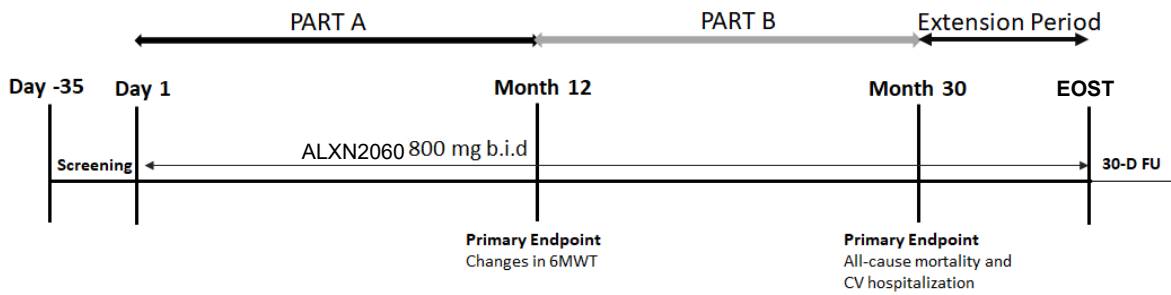 PART A PART B Extension Period
Day -35 Day 1 Month 12 Month 30 EOST
Screening ALXN2060 800 mg b.i.d 30-D FU
Primary Endpoint
Changes in 6MWT
Primary Endpoint
All-cause mortality and
CV hospitalization